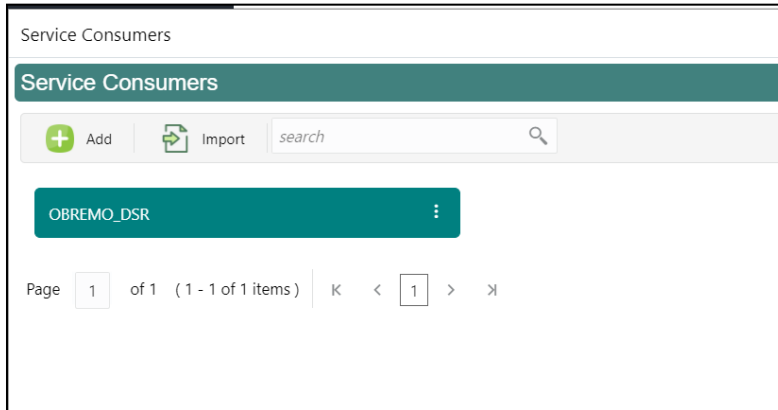 Service Consumers
Service Consumers
Add Import search
OBREMO_DSR
Page 1 of 1 ( 1 - 1 of 1 items ) 1